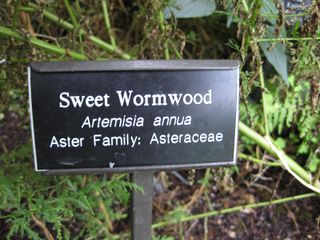 Sweet Wormwood
Artemisia annua
Aster Family: Asteraceae